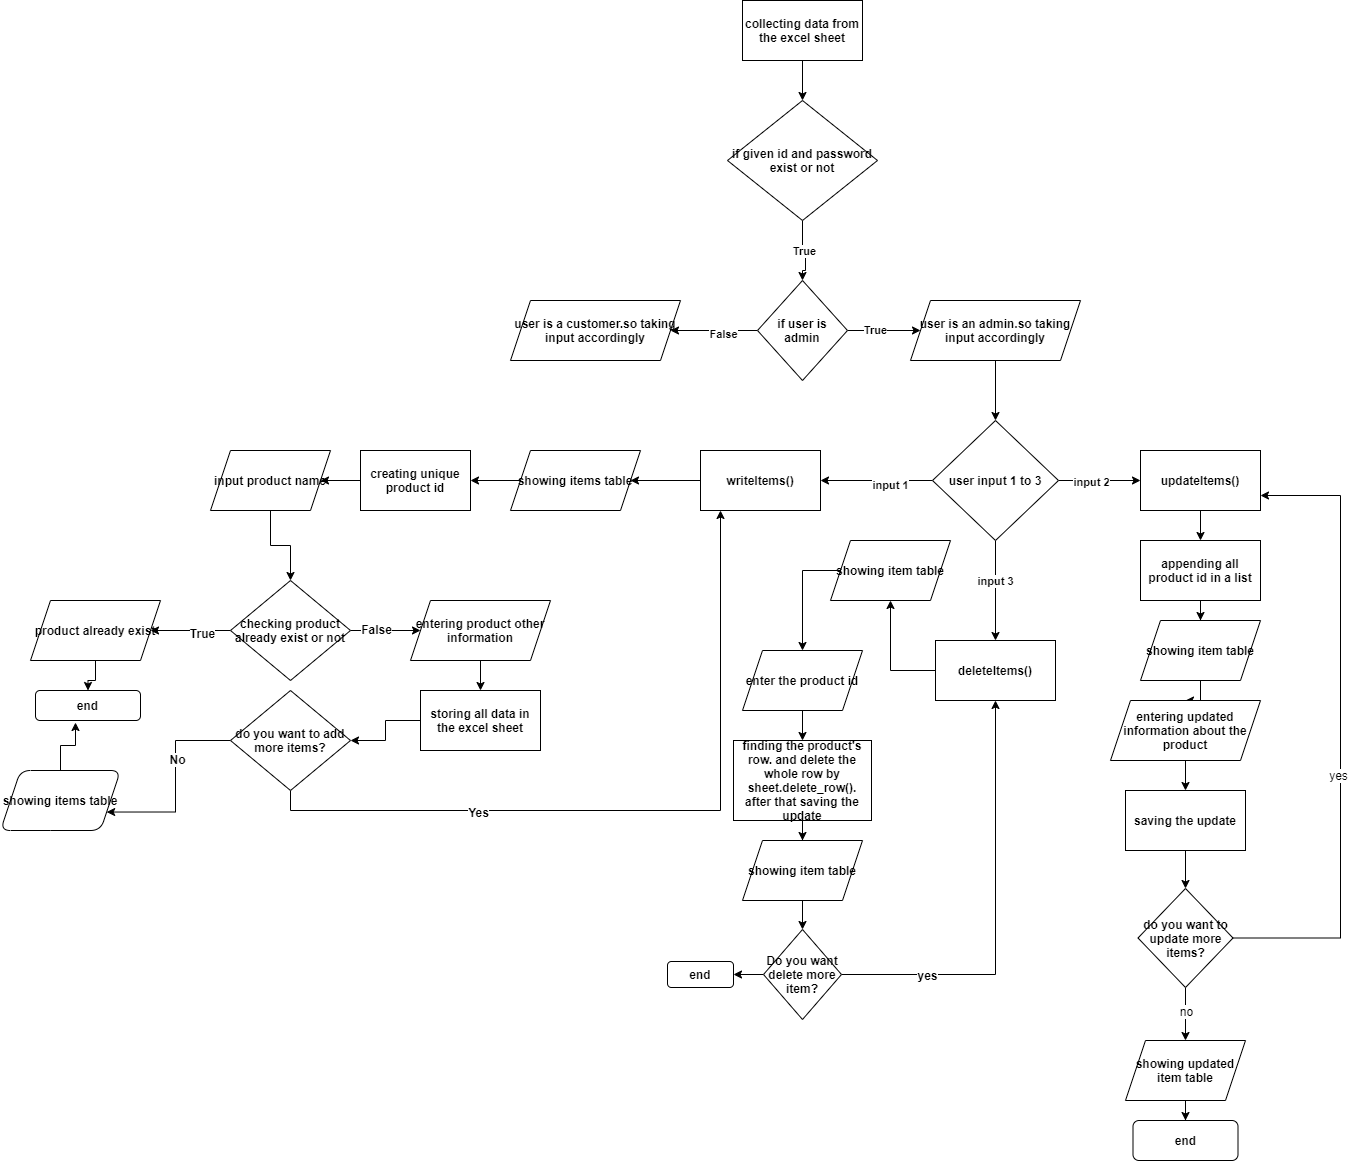 collecting data from
the excel sheet
if given id and password
exist or not
True
user is a customer.so taking
input accordingly
False
if user is
admin
True
user is an admin.so taking
input accordingly
input product name
creating unique
product id
showing items table
writeItems()
input 1
user input 1 to 3
input 2
updateItems()
showing item table
input 3
appending all
product id in a list
product already exist
True
checking product
already exist or not
False
entering product other
information
showing item table
enter the product id
deleteItems()
end
storing all data in
the excel sheet
do you want to add
more items?
No
entering updated
information about the
product
finding the product's
row. and delete the
whole row by
sheet.delete_row().
after that saving the
update
yes
showing items table
Yes
saving the update
showing item table
do you want to
update more
items?
end
Do you want
delete more
item?
yes
no
showing updated
item table
end